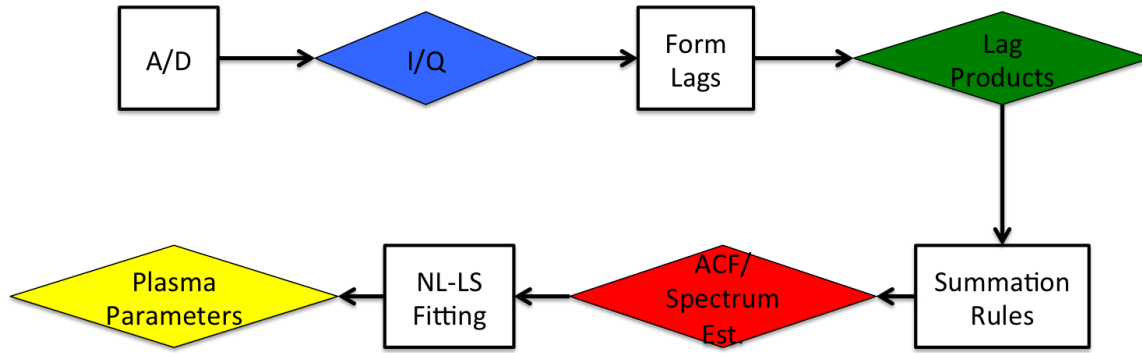 A/D
I/Q
Form
Lags
Lag
Products
Plasma
Parameters
NL-LS
Fitting
ACF/
Spectrum
Est.
Summation
Rules